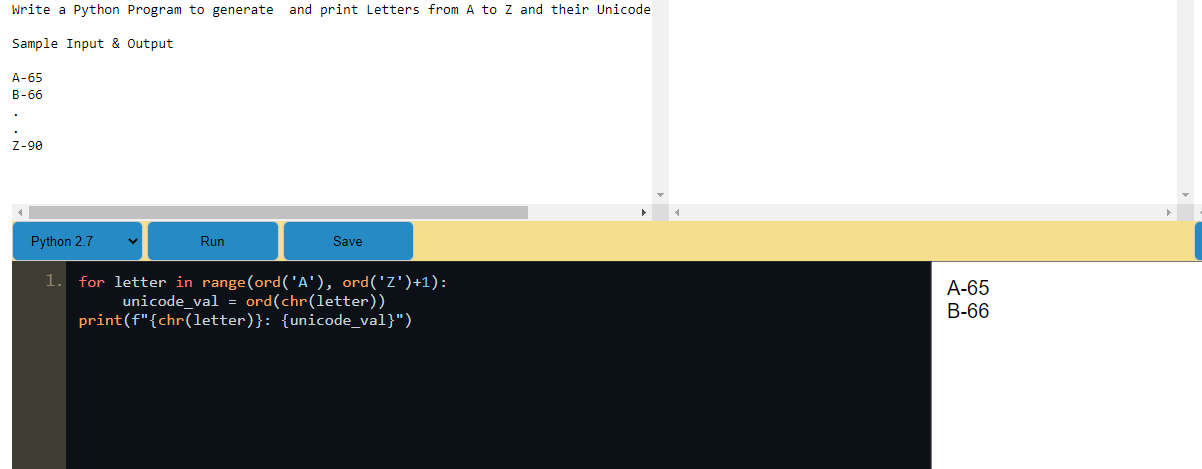 Write a Python Program to generate  and print Letters from A to Z and their Unicode
Sample Input & Output
A-65
B-66
.
.
Z-90
Python 2.7
Run
Save
1.
for letter in range(ord('A'), ord('Z')+1):
     unicode_val = ord(chr(letter))
print(f"{chr(letter)}: {unicode_val}")
A-65
B-66